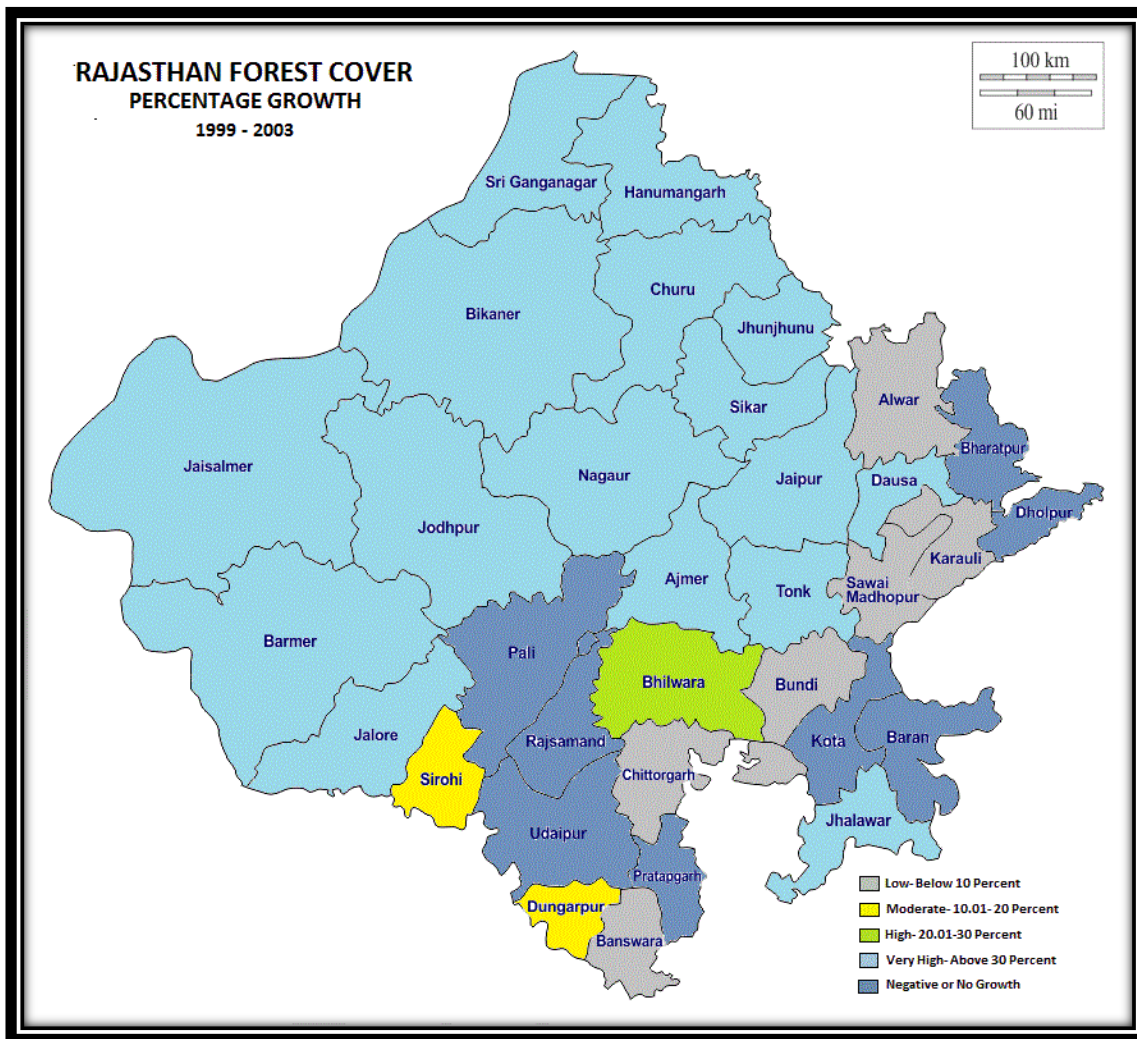 RAJASTHAN FOREST COVER
PERCENTAGE GROWTH
1999 - 2003
100 km
60 mi
Sri Ganganagar
Hanumangarh
Churu
Bikaner
Jhunjhunu
Sikar
Alwar
Bharatpur
Jaisalmer
Nagaur
Jaipur
Dausa
Dholpur
Jodhpur
Karauli
Ajmer
Tonk
Sawai
Madhopur
Barmer
Pali
Bhilwara
Bundi
Jalore
Rajsamand
Kota
Baran
Sirohi
Chittorgarh
Udaipur
Jhalawar
Pratapgarh
Dungarpur
Banswara
Low- Below 10 Percent
Moderate- 10.01- 20 Percent
High- 20.01-30 Percent
Very High- Above 30 Percent
Negative or No Growth